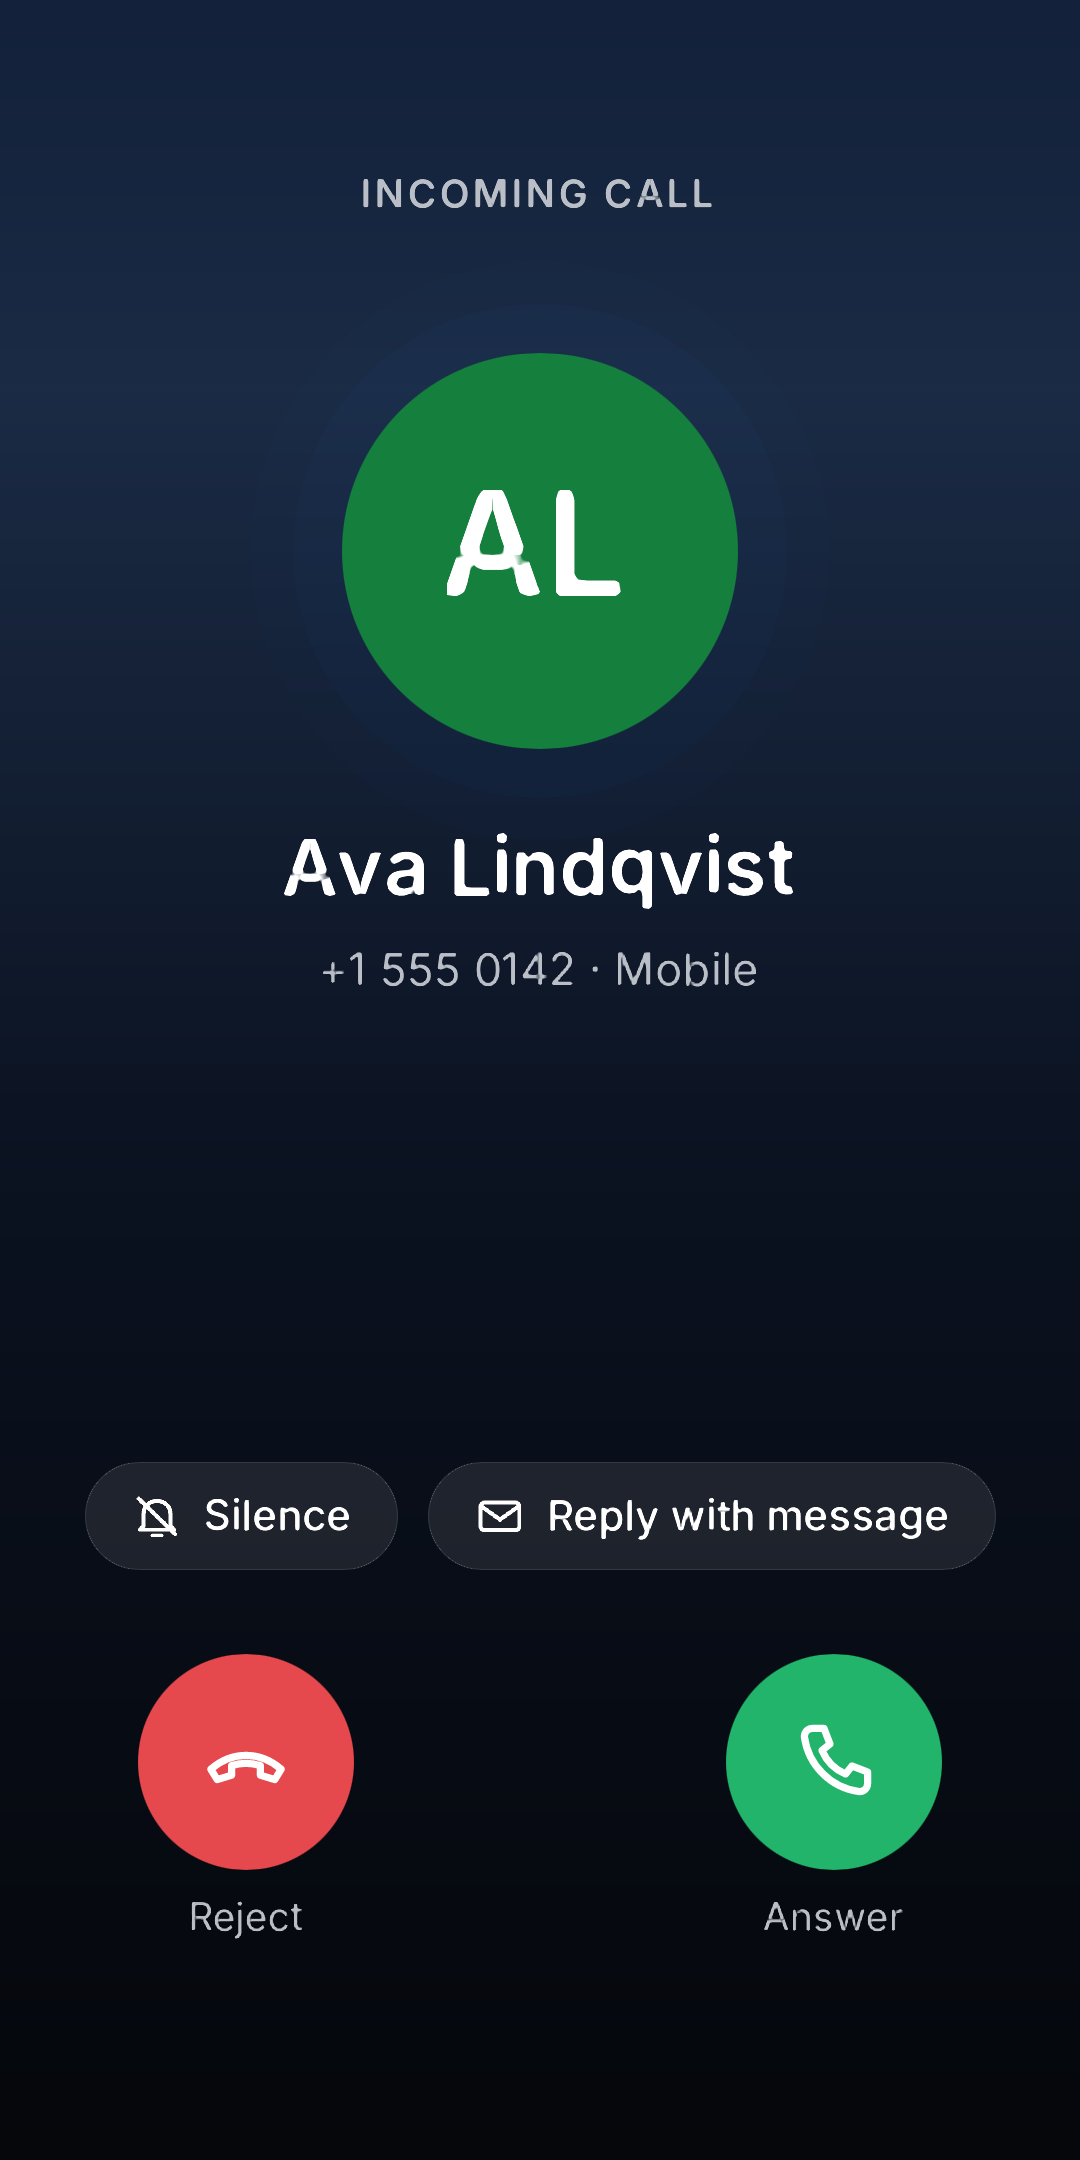 INCOMING CALL
AL
Ava Lindqvist
+1 555 0142 · Mobile
Silence
Reply with message
Reject
Answer